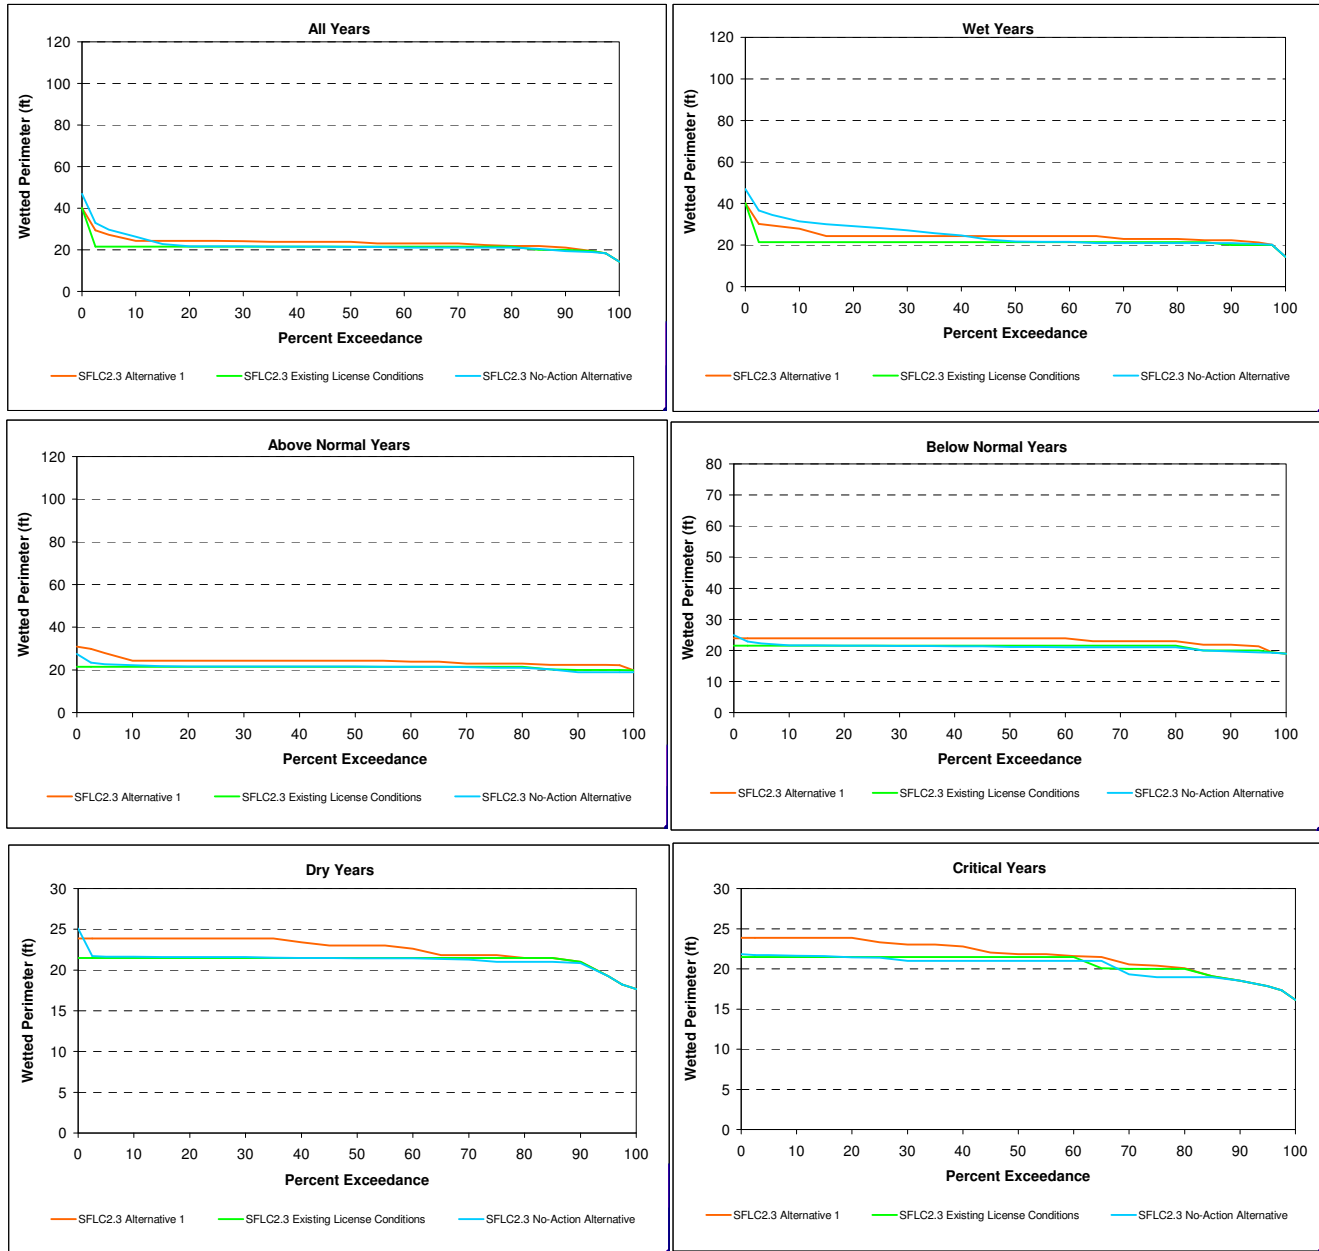 All Years
120
100
80
60
40
20
0
Wetted Perimeter (ft)
0 10 20 30 40 50 60 70 80 90 100
Percent Exceedance
SFLC2.3 Alternative 1 SFLC2.3 Existing License Conditions SFLC2.3 No-Action Alternative
Wet Years
120
100
80
60
40
20
0
Wetted Perimeter (ft)
0 10 20 30 40 50 60 70 80 90 100
Percent Exceedance
SFLC2.3 Alternative 1 SFLC2.3 Existing License Conditions SFLC2.3 No-Action Alternative
Above Normal Years
120
100
80
60
40
20
0
Wetted Perimeter (ft)
0 10 20 30 40 50 60 70 80 90 100
Percent Exceedance
SFLC2.3 Alternative 1 SFLC2.3 Existing License Conditions SFLC2.3 No-Action Alternative
Below Normal Years
80
70
60
50
40
30
20
10
0
Wetted Perimeter (ft)
0 10 20 30 40 50 60 70 80 90 100
Percent Exceedance
SFLC2.3 Alternative 1 SFLC2.3 Existing License Conditions SFLC2.3 No-Action Alternative
Dry Years
30
25
20
15
10
5
0
Wetted Perimeter (ft)
0 10 20 30 40 50 60 70 80 90 100
Percent Exceedance
SFLC2.3 Alternative 1 SFLC2.3 Existing License Conditions SFLC2.3 No-Action Alternative
Critical Years
30
25
20
15
10
5
0
Wetted Perimeter (ft)
0 10 20 30 40 50 60 70 80 90 100
Percent Exceedance
SFLC2.3 Alternative 1 SFLC2.3 Existing License Conditions SFLC2.3 No-Action Alternative